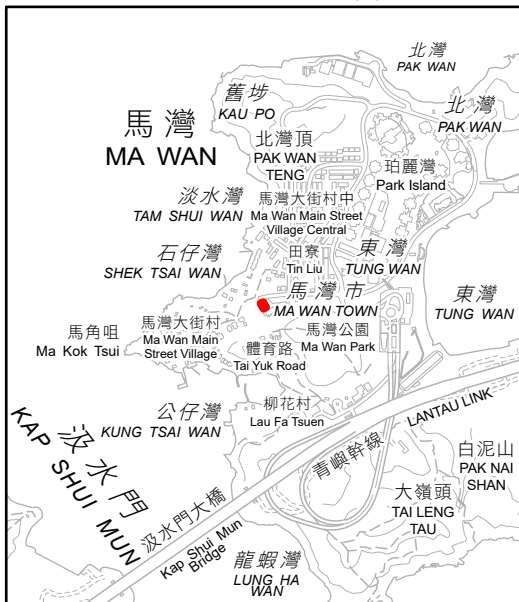 北灣
PAK WAN
舊埗
KAU PO
北灣
PAK WAN
馬灣
MA WAN
北灣頂
PAK WAN
TENG
珀麗灣
Park Island
淡水灣
TAM SHUI WAN
馬灣大街村中
Ma Wan Main Street
Village Central
石仔灣
SHEK TSAI WAN
田寮
Tin Liu
東灣
TUNG WAN
馬灣市
MA WAN TOWN
東灣
TUNG WAN
馬角咀
Ma Kok Tsui
馬灣大街村
Ma Wan Main
Street Village
馬灣公園
Ma Wan Park
體育路
Tai Yuk Road
公仔灣
KUNG TSAI WAN
柳花村
Lau Fa Tsuen
青嶼幹線
LANTAU LINK
汲水門
KAP SHUI MUN
白泥山
PAK NAI
SHAN
大嶺頭
TAI LENG
TAU
汲水門大橋
Kap Shui Mun
Bridge
龍蝦灣
LUNG HA
WAN